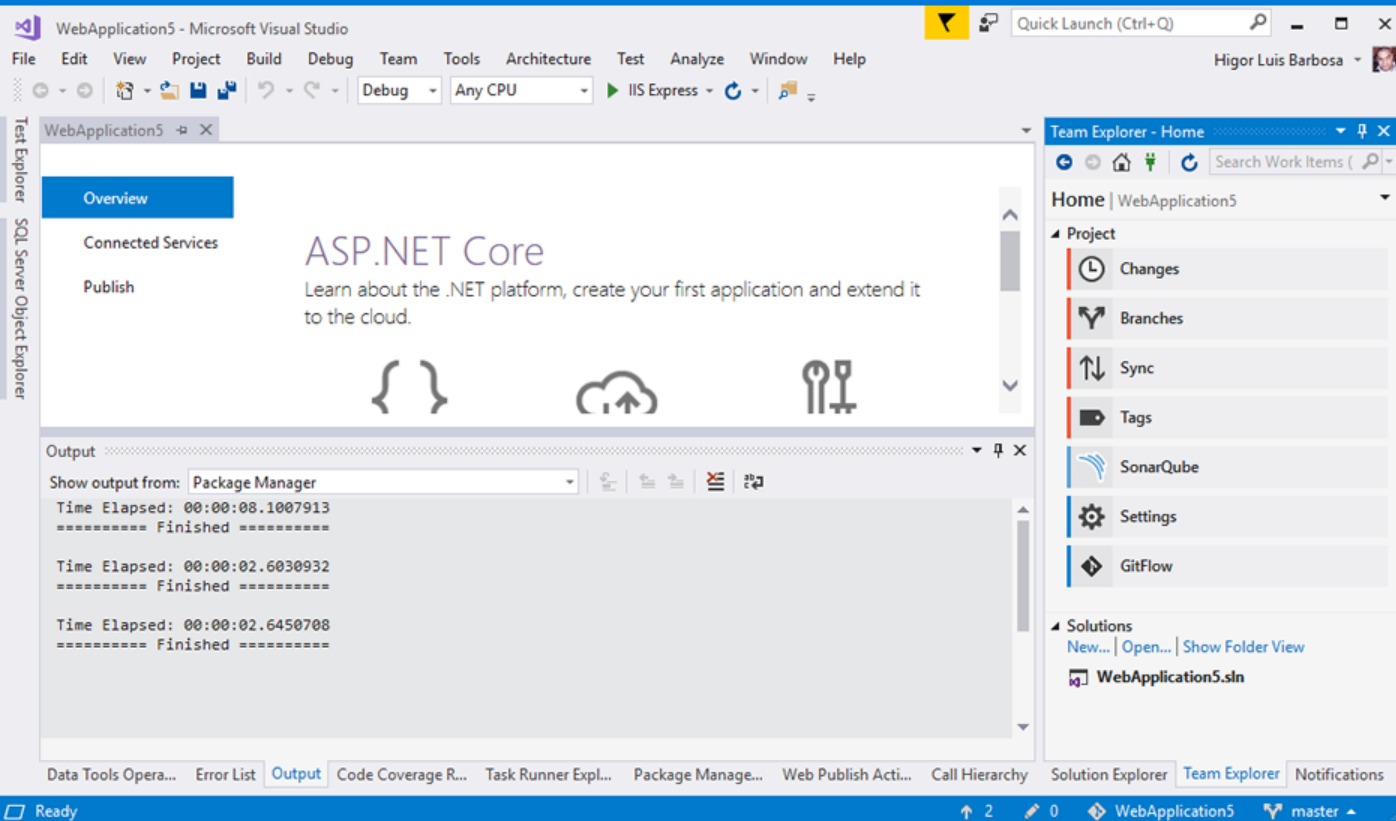 WebApplication5 - Microsoft Visual Studio
Quick Launch (Ctrl+Q)
File Edit View Project Build Debug Team Tools Architecture Test Analyze Window Help
Higor Luis Barbosa
Debug Any CPU IIS Express
Test Explorer
SQL Server Object Explorer
WebApplication5
Overview
Connected Services
Publish
ASP.NET Core
Learn about the .NET platform, create your first application and extend it
to the cloud.
Output
Show output from: Package Manager
Time Elapsed: 00:00:08.1007913
========== Finished ==========
Time Elapsed: 00:00:02.6030932
========== Finished ==========
Time Elapsed: 00:00:02.6450708
========== Finished ==========
Data Tools Opera... Error List Output Code Coverage R... Task Runner Expl... Package Manage... Web Publish Acti... Call Hierarchy
Team Explorer - Home
Search Work Items (
Home | WebApplication5
Project
Changes
Branches
Sync
Tags
SonarQube
Settings
GitFlow
Solutions
New... | Open... | Show Folder View
WebApplication5.sln
Solution Explorer Team Explorer Notifications
Ready
2 0 WebApplication5 master